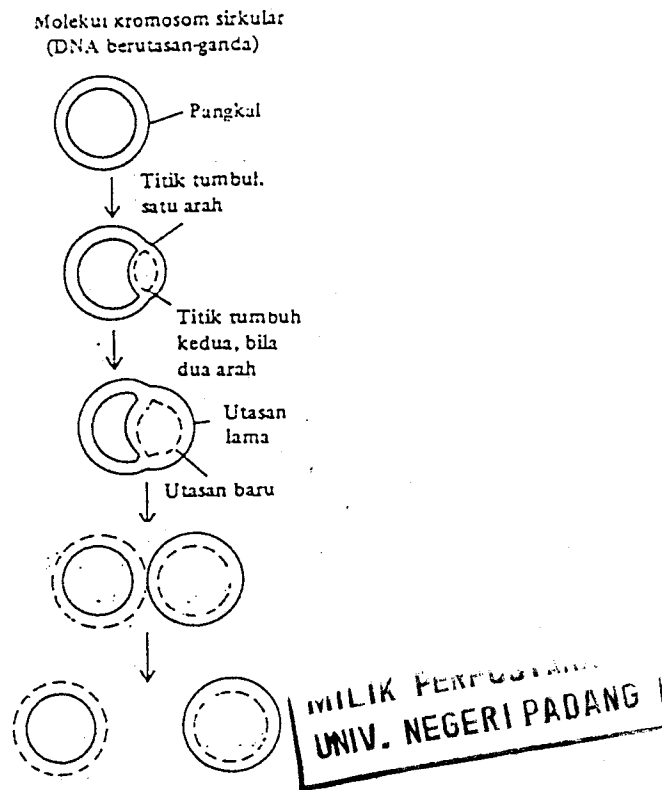 Molekul kromosom sirkular
(DNA berutasan-ganda)
Pangkal
Titik tumbuh,
satu arah
Titik tumbuh
kedua, bila
dua arah
Utasan
lama
Utasan baru
MILIK
UNIV. NEGERI PADANG